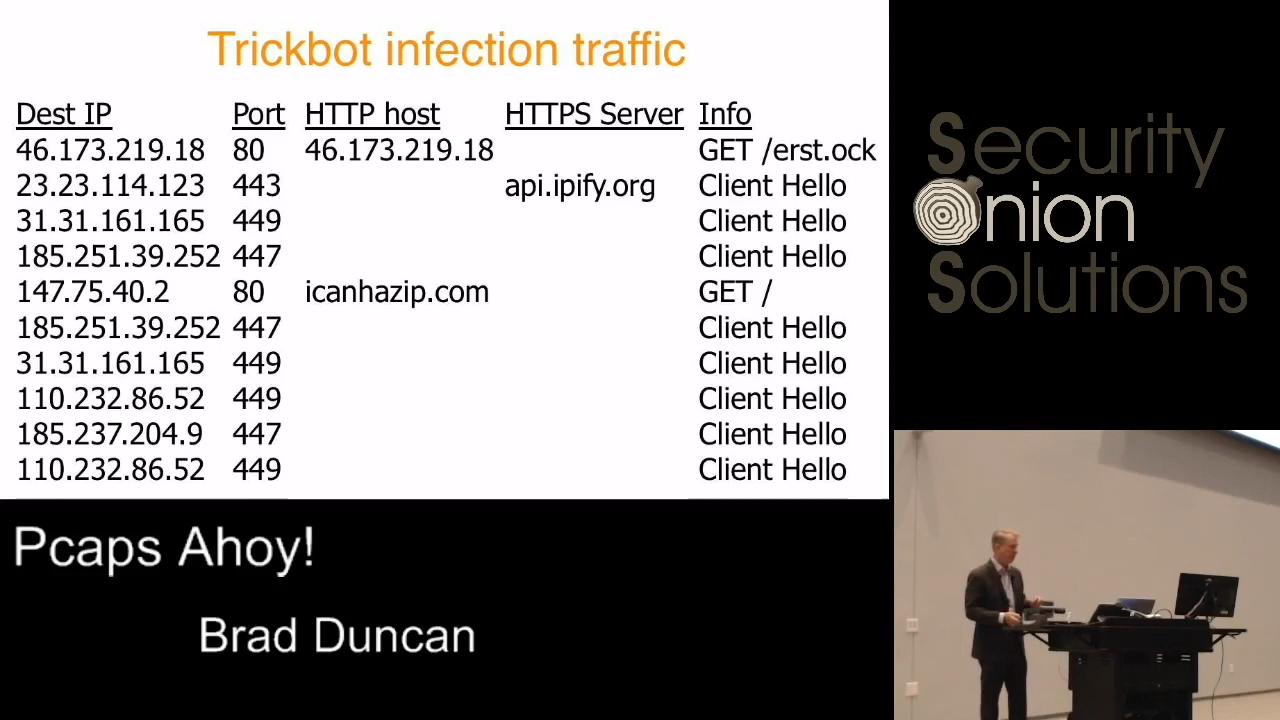 Trickbot infection traffic
Dest IP Port HTTP host HTTPS Server Info
46.173.219.18 80 46.173.219.18 GET /erst.ock
23.23.114.123 443 api.ipify.org Client Hello
31.31.161.165 449 Client Hello
185.251.39.252 447 Client Hello
147.75.40.2 80 icanhazip.com GET /
185.251.39.252 447 Client Hello
31.31.161.165 449 Client Hello
110.232.86.52 449 Client Hello
185.237.204.9 447 Client Hello
110.232.86.52 449 Client Hello
Security
Onion
Solutions
Pcaps Ahoy!
Brad Duncan